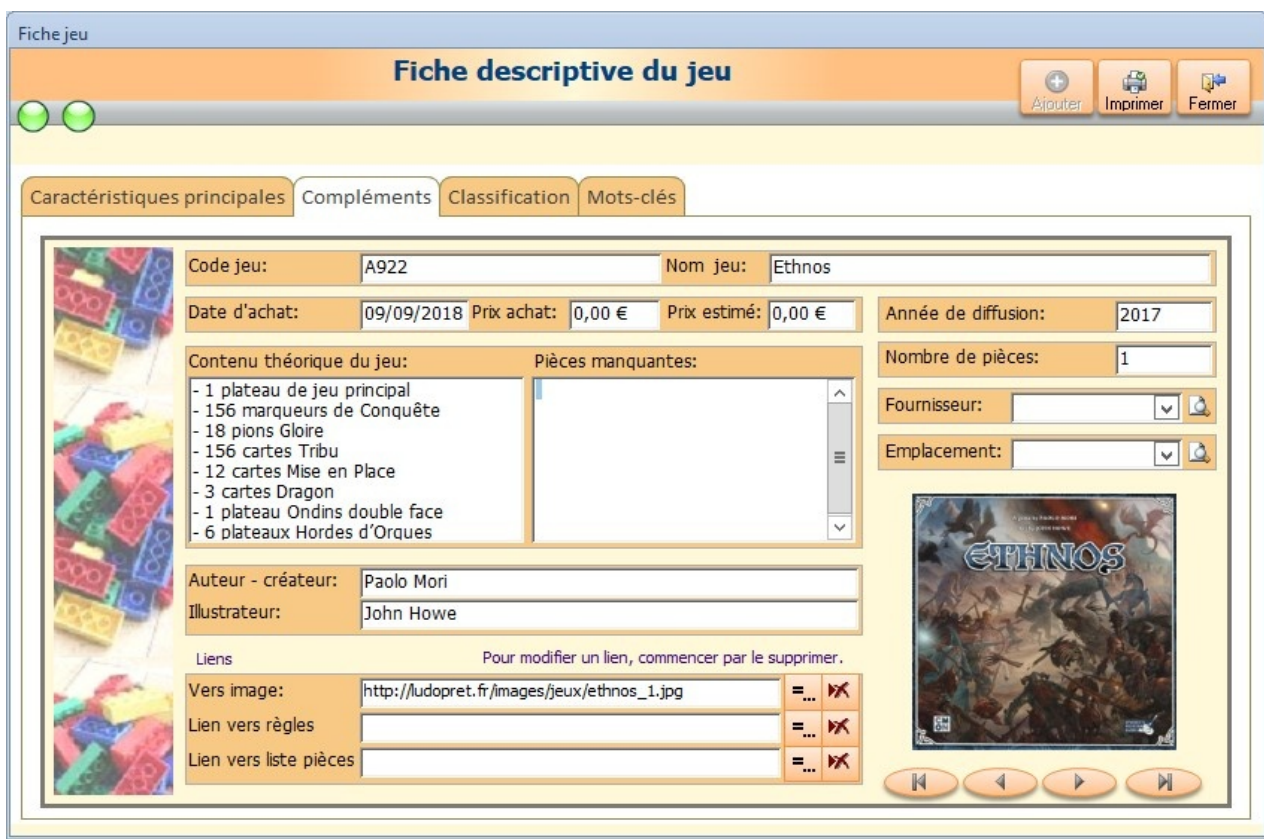 Fiche jeu
Fiche descriptive du jeu
Ajouter
Imprimer
Fermer
Caractéristiques principales
Compléments
Classification
Mots-clés
Code jeu: A922 Nom jeu: Ethnos
Date d'achat: 09/09/2018 Prix achat: 0,00 € Prix estimé: 0,00 €
Année de diffusion: 2017
Contenu théorique du jeu: Pièces manquantes:
- 1 plateau de jeu principal
- 156 marqueurs de Conquête
- 18 pions Gloire
- 156 cartes Tribu
- 12 cartes Mise en Place
- 3 cartes Dragon
- 1 plateau Ondins double face
- 6 plateaux Hordes d’Orques
Nombre de pièces: 1
Fournisseur:
Emplacement:
ETHNOS
Auteur - créateur: Paolo Mori
Illustrateur: John Howe
Liens Pour modifier un lien, commencer par le supprimer.
Vers image: http://ludopret.fr/images/jeux/ethnos_1.jpg =...
Lien vers règles =...
Lien vers liste pièces =...